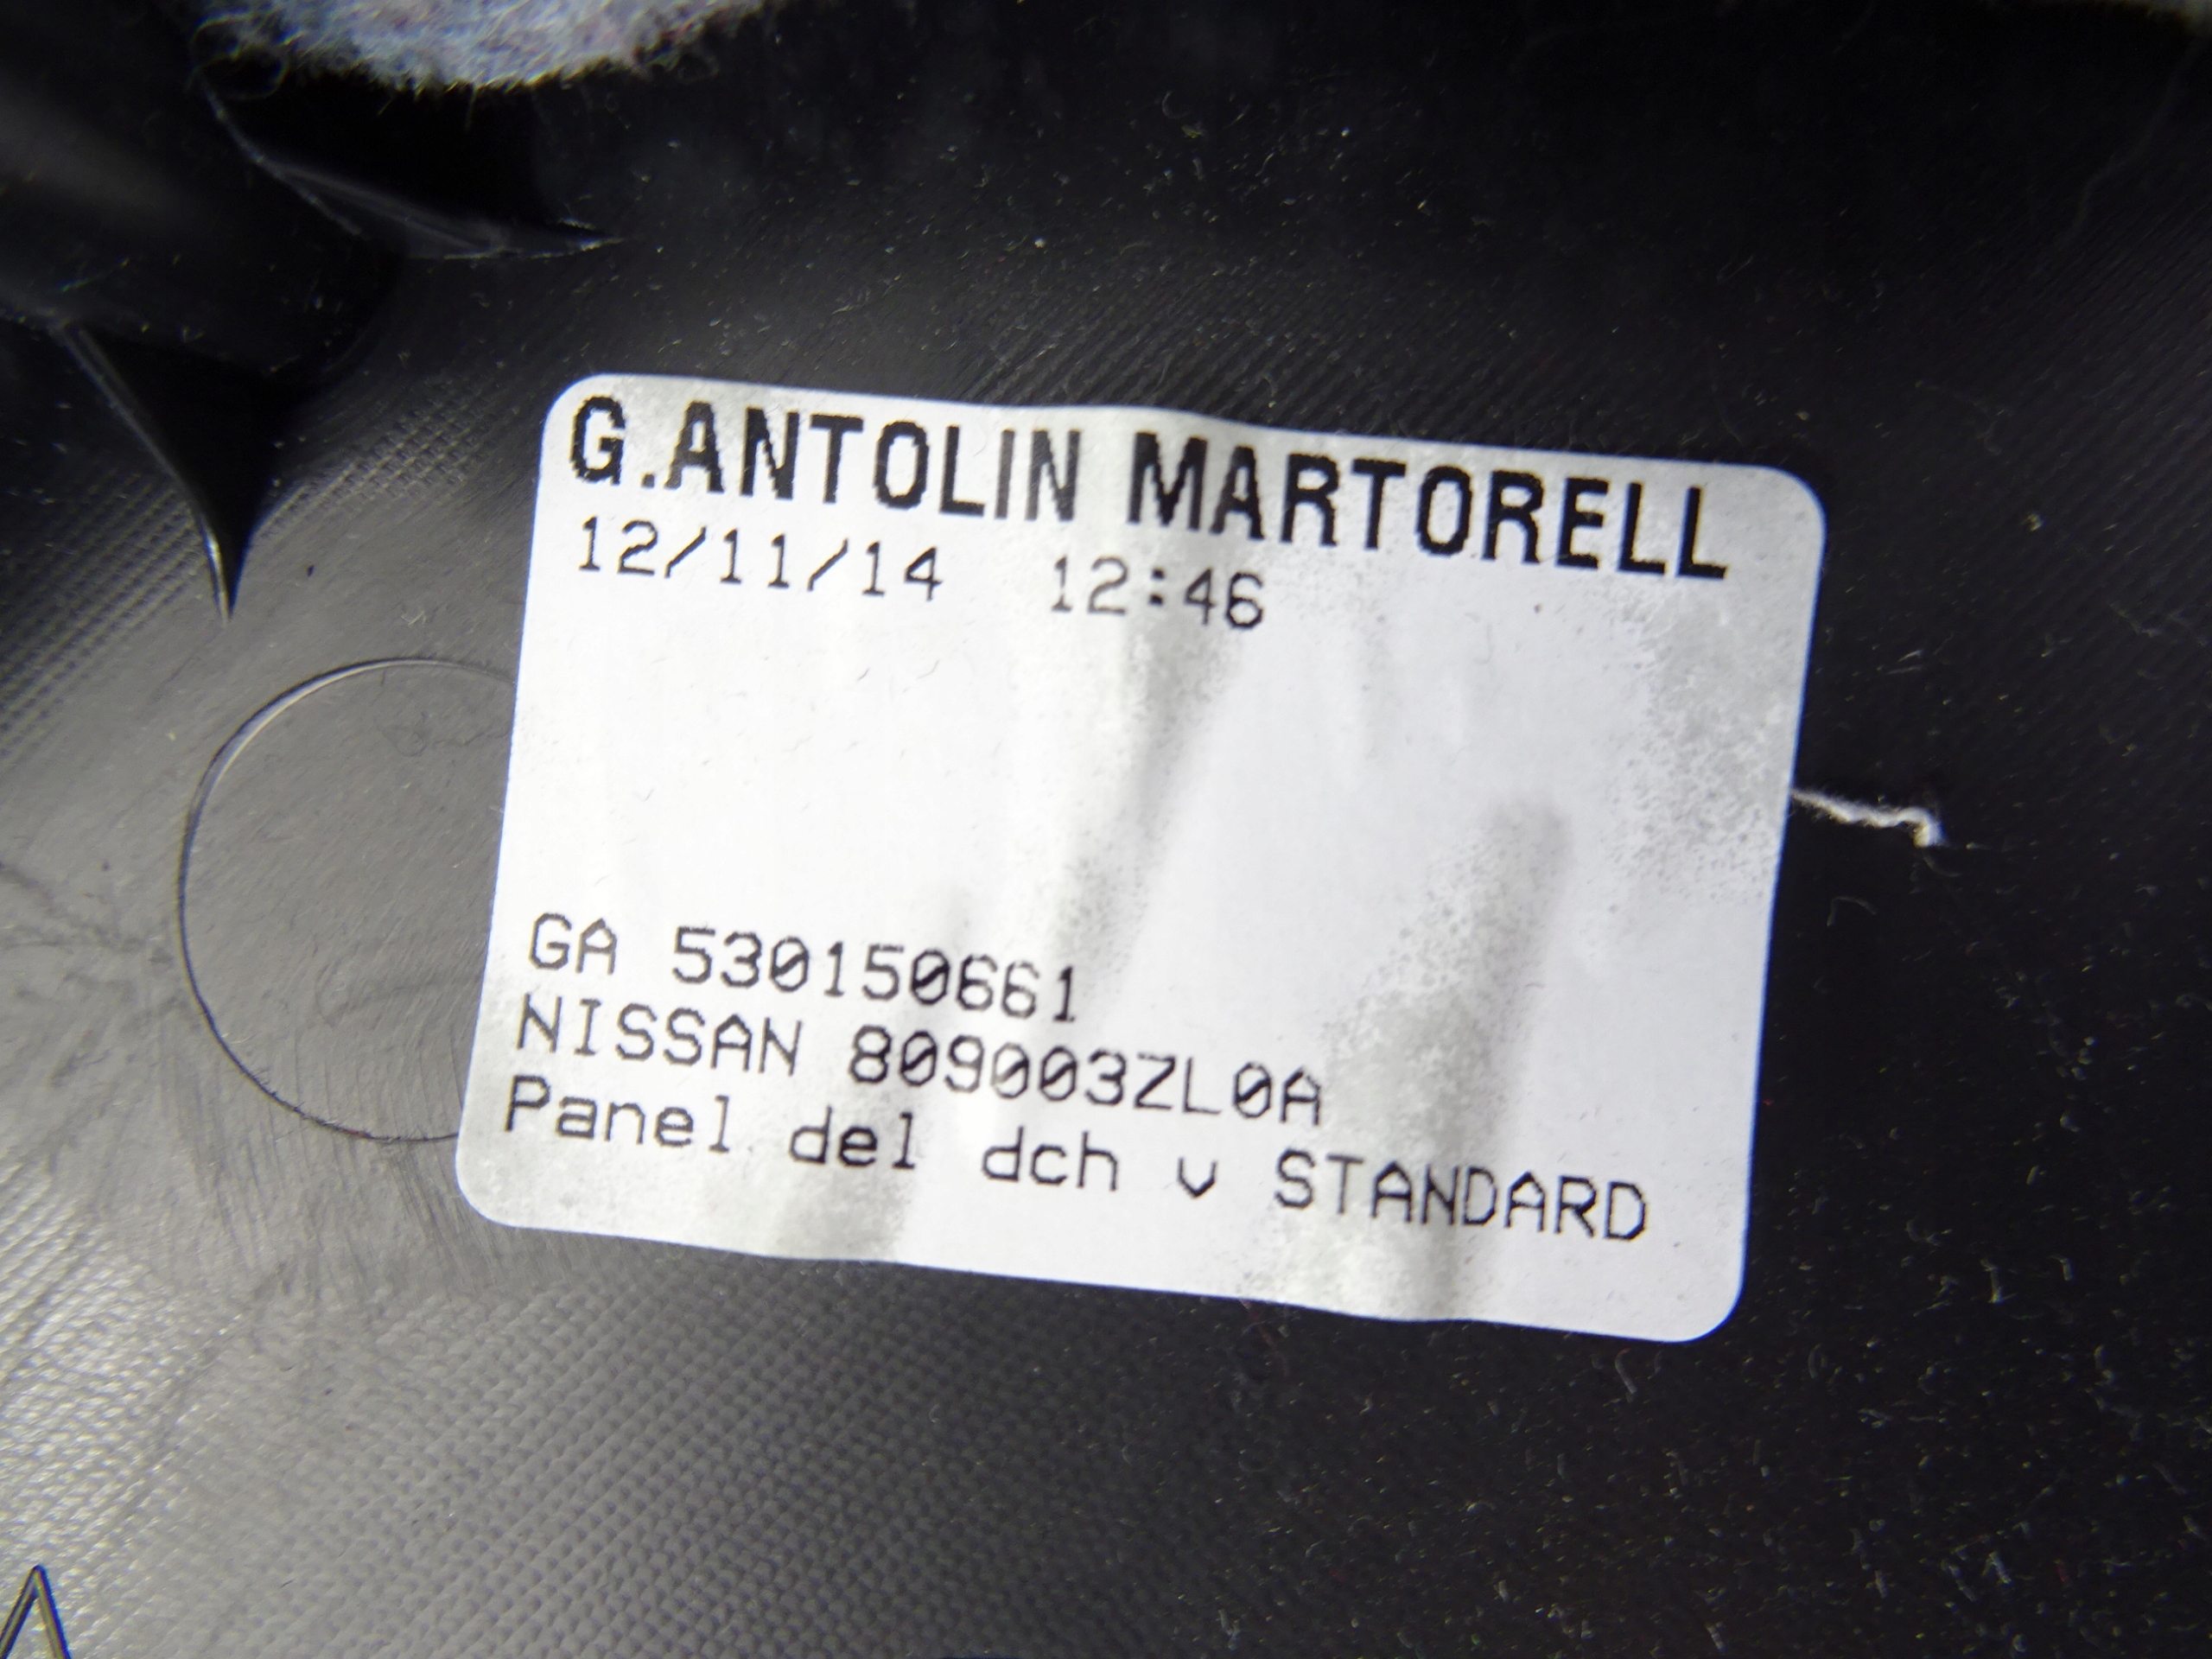 G.ANTOLIN MARTORELL
12/11/14 12:46
GA 530150661
NISSAN 809003ZL0A
Panel del dch v STANDARD